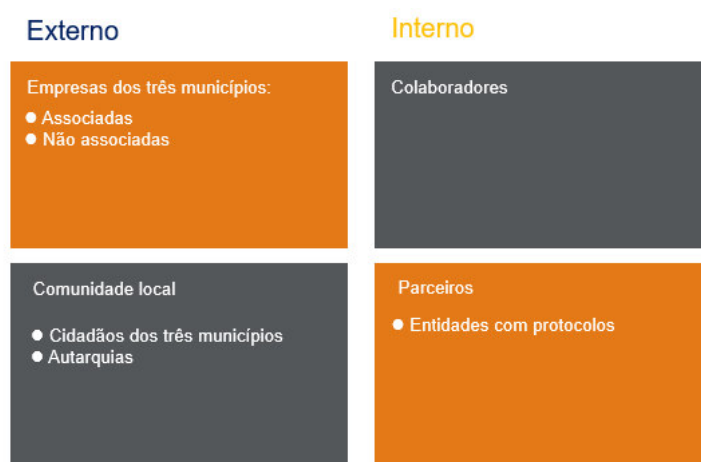 Externo
Empresas dos três municípios:
● Associadas
● Não associadas
Comunidade local
● Cidadãos dos três municípios
● Autarquias
Interno
Colaboradores
Parceiros
● Entidades com protocolos